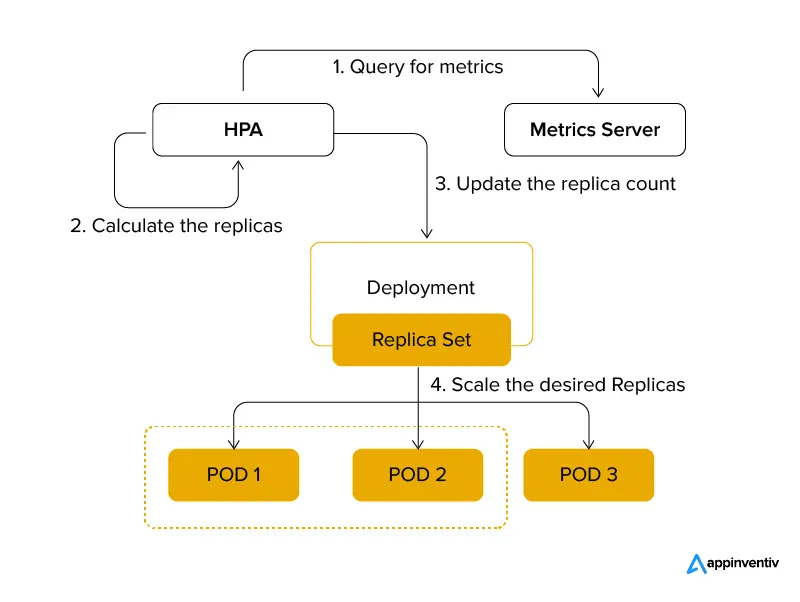 1. Query for metrics
HPA
Metrics Server
3. Update the replica count
2. Calculate the replicas
Deployment
Replica Set
4. Scale the desired Replicas
POD 1
POD 2
POD 3
appinventiv